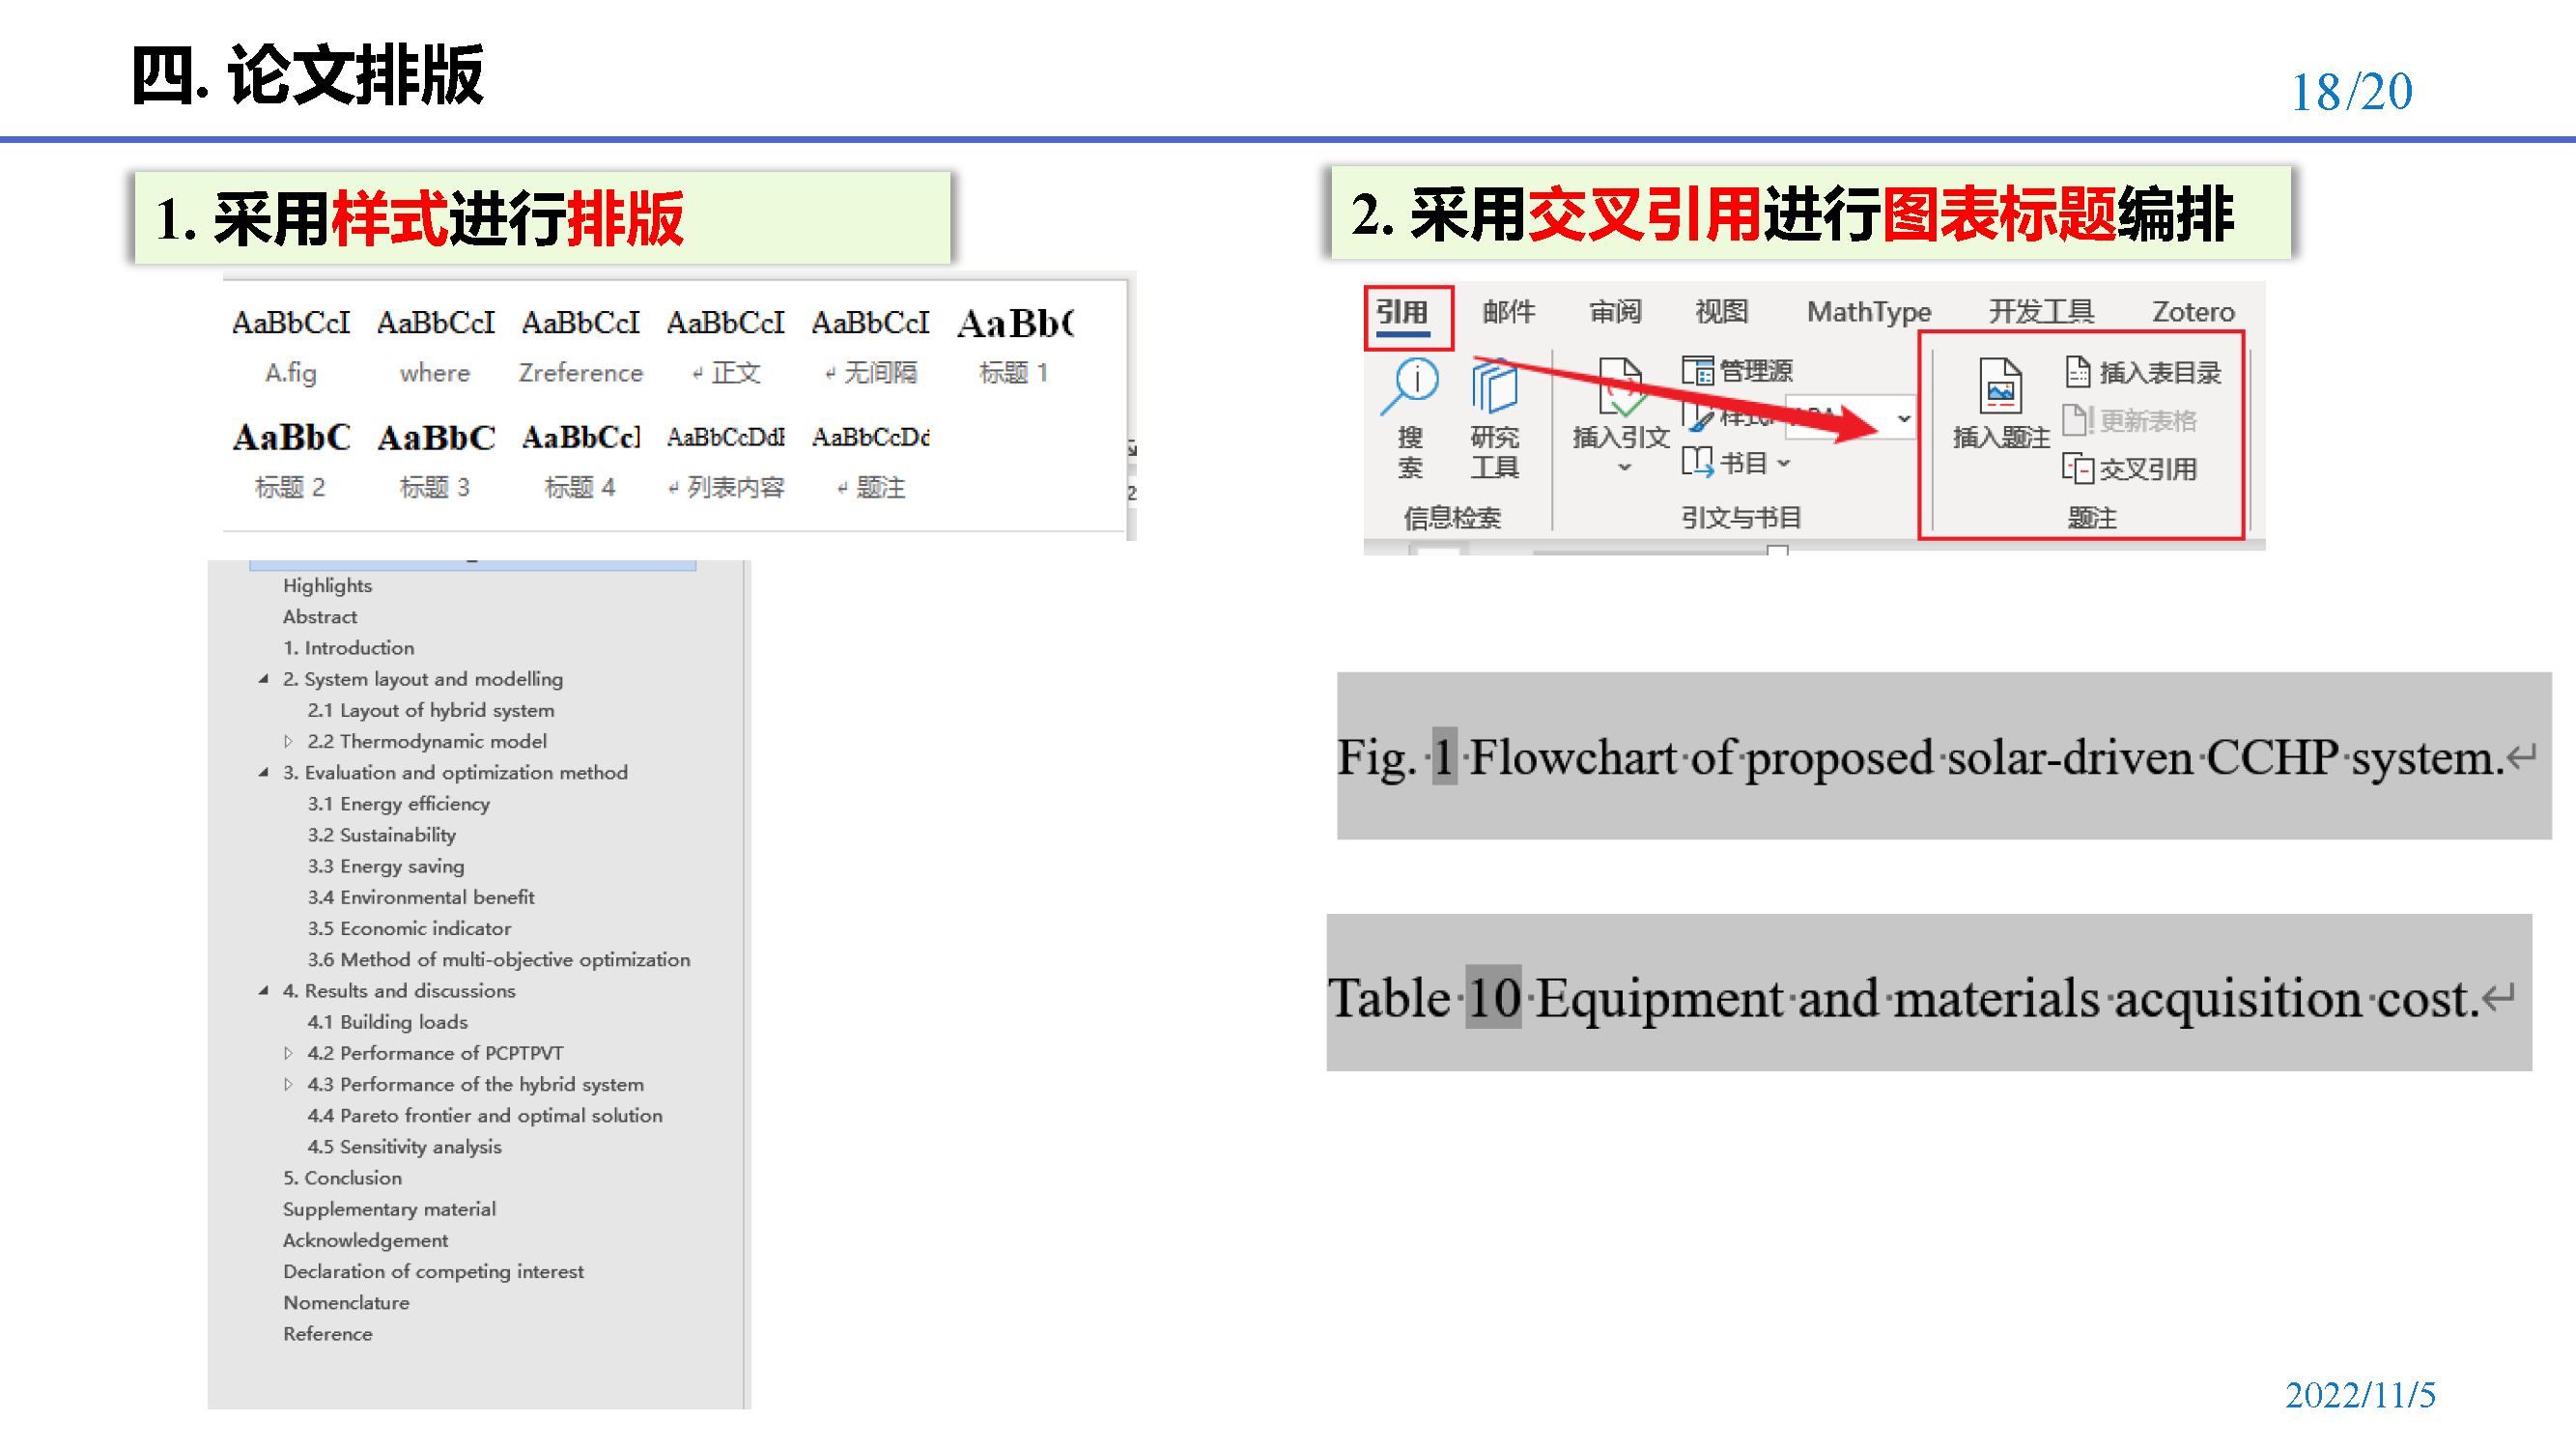 四. 论文排版
18/20
1. 采用样式进行排版
AaBbCcI AaBbCcI AaBbCcI AaBbCcI AaBbCcI AaBb(
A.fig where Zreference ↲ 正文 ↲ 无间隔 标题 1
AaBbC AaBbC AaBbCcI AaBbCcDdE AaBbCcDd
标题 2 标题 3 标题 4 ↲ 列表内容 ↲ 题注
Highlights
Abstract
1. Introduction
2. System layout and modelling
2.1 Layout of hybrid system
2.2 Thermodynamic model
3. Evaluation and optimization method
3.1 Energy efficiency
3.2 Sustainability
3.3 Energy saving
3.4 Environmental benefit
3.5 Economic indicator
3.6 Method of multi-objective optimization
4. Results and discussions
4.1 Building loads
4.2 Performance of PCPTPVT
4.3 Performance of the hybrid system
4.4 Pareto frontier and optimal solution
4.5 Sensitivity analysis
5. Conclusion
Supplementary material
Acknowledgement
Declaration of competing interest
Nomenclature
Reference
2. 采用交叉引用进行图表标题编排
引用 邮件 审阅 视图 MathType 开发工具 Zotero
搜索
研究工具
信息检索
插入引文
管理源
样式
书目
引文与书目
插入题注
插入表目录
更新表格
交叉引用
题注
Fig. 1 Flowchart of proposed solar-driven CCHP system.↵
Table 10 Equipment and materials acquisition cost.↵
2022/11/5